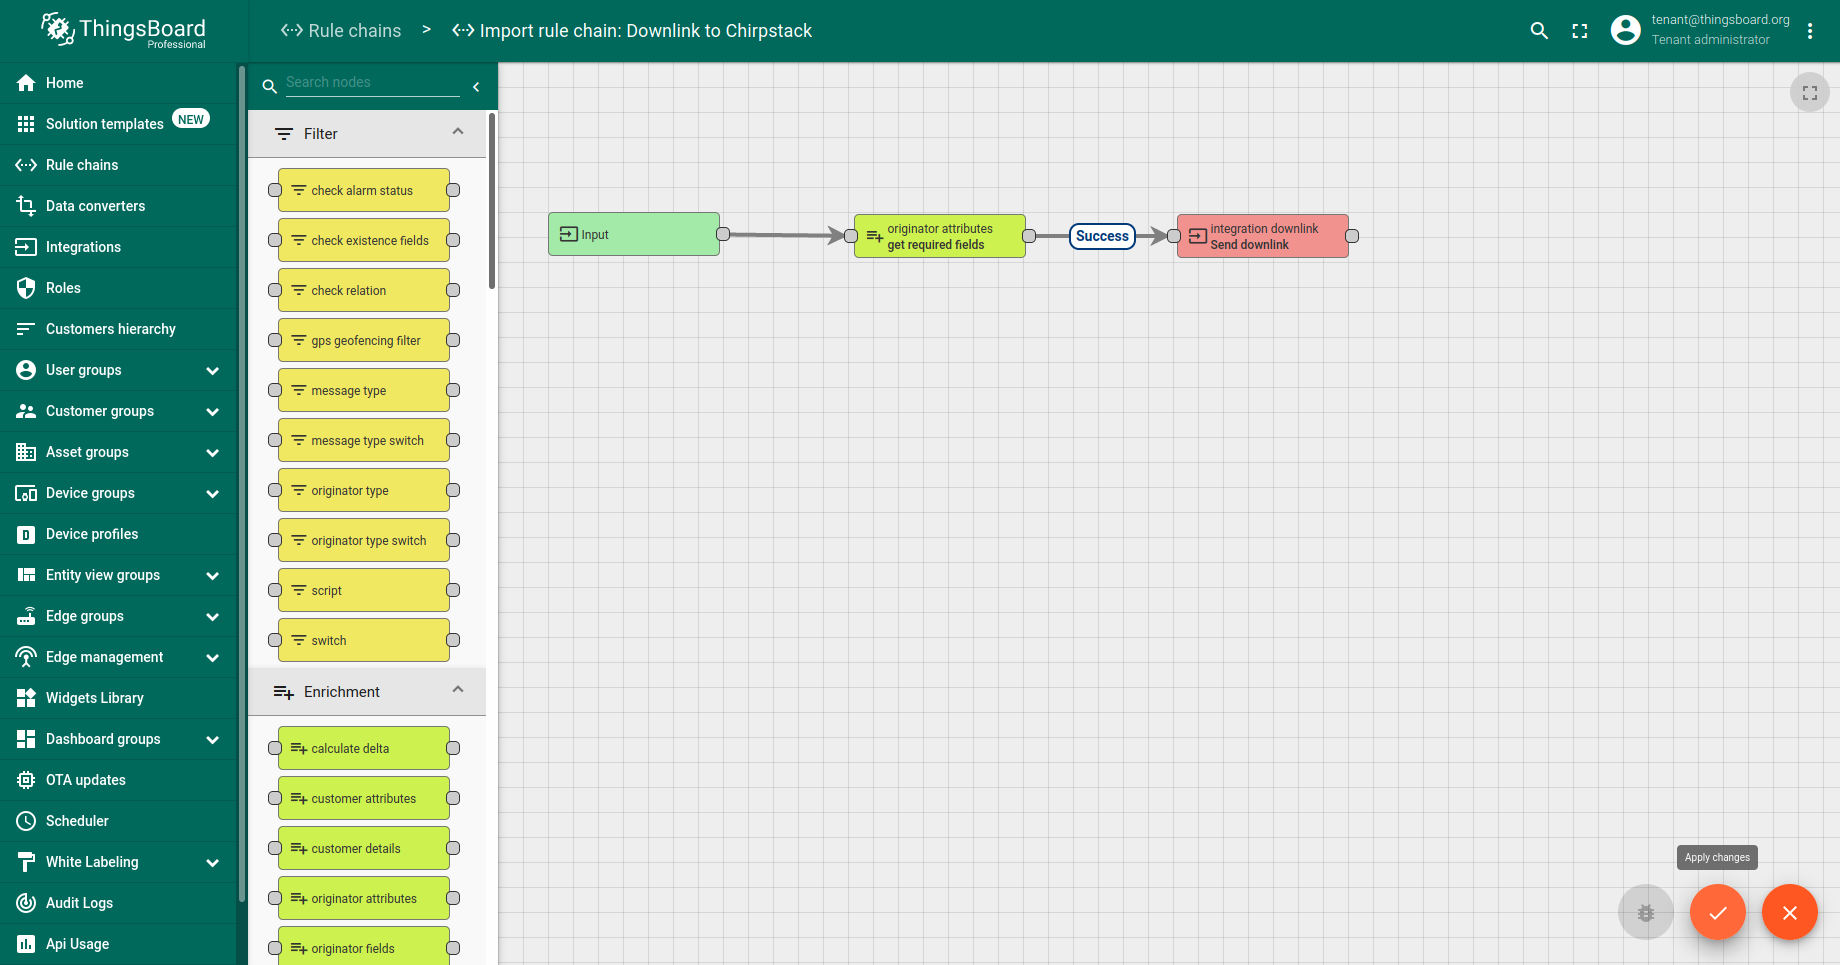 ThingsBoard
Professional
Rule chains > Import rule chain: Downlink to Chirpstack
tenant@thingsboard.org
Tenant administrator
Home
Solution templates NEW
Rule chains
Data converters
Integrations
Roles
Customers hierarchy
User groups
Customer groups
Asset groups
Device groups
Device profiles
Entity view groups
Edge groups
Edge management
Widgets Library
Dashboard groups
OTA updates
Scheduler
White Labeling
Audit Logs
Api Usage
Search nodes
Filter
check alarm status
check existence fields
check relation
gps geofencing filter
message type
message type switch
originator type
originator type switch
script
switch
Enrichment
calculate delta
customer attributes
customer details
originator attributes
originator fields
Input
originator attributes
get required fields
Success
integration downlink
Send downlink
Apply changes